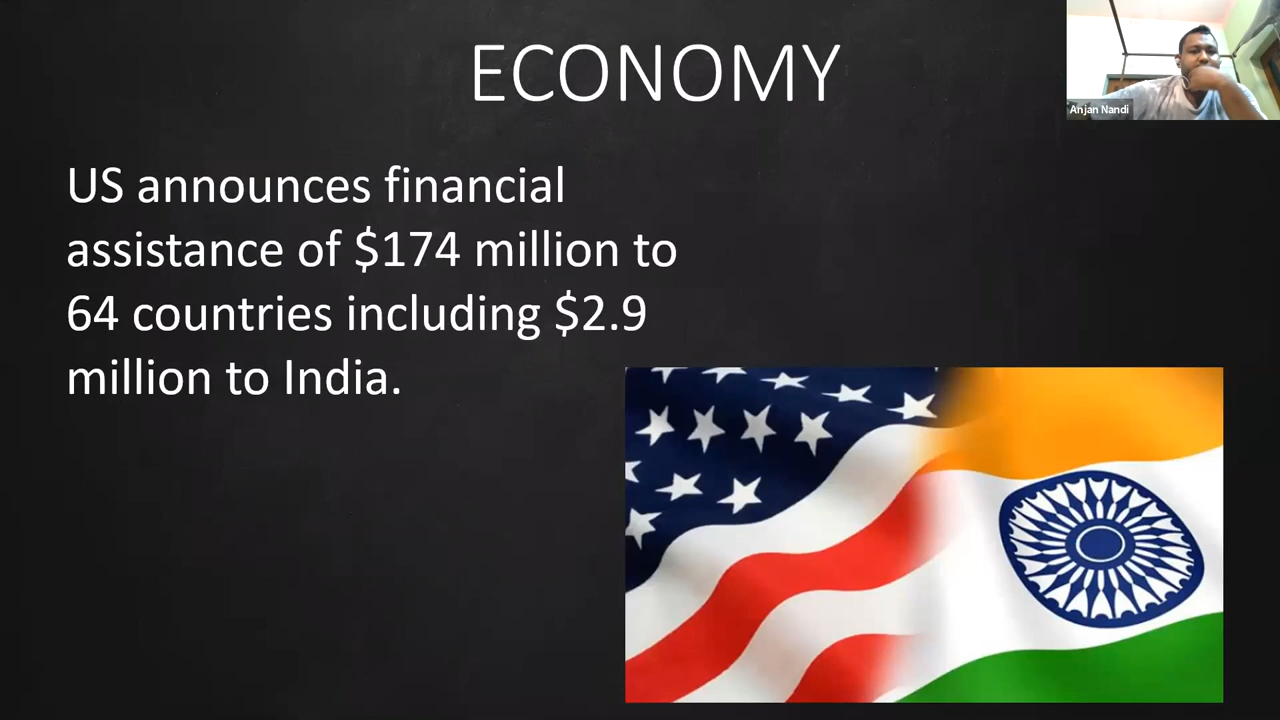 ECONOMY
Anjan Nandi
US announces financial
assistance of $174 million to
64 countries including $2.9
million to India.